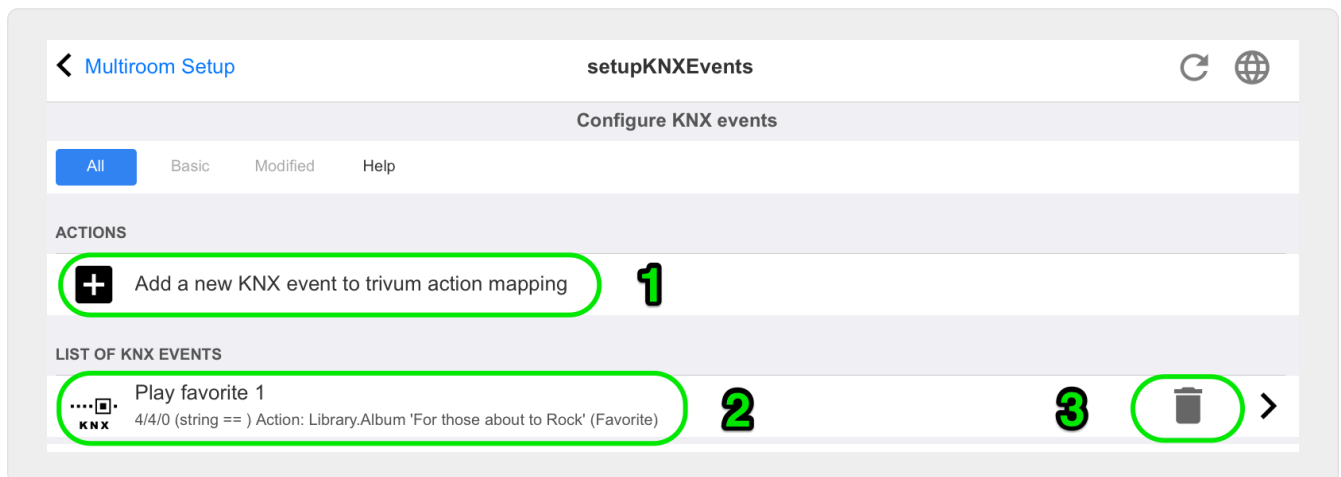 Multiroom Setup setupKNXEvents
Configure KNX events
All Basic Modified Help
ACTIONS
Add a new KNX event to trivum action mapping 1
LIST OF KNX EVENTS
Play favorite 1
KNX 4/4/0 (string == ) Action: Library.Album 'For those about to Rock' (Favorite) 2 3